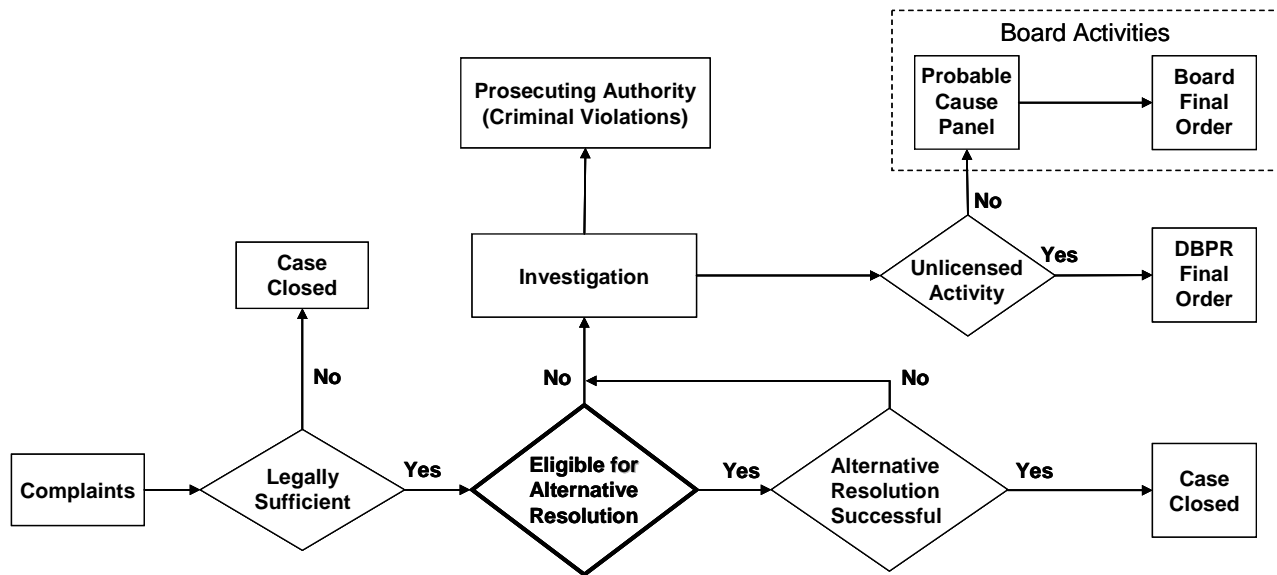 Board Activities
Probable
Cause
Panel
Board
Final
Order
Prosecuting Authority
(Criminal Violations)
No
Case
Closed
Investigation
Unlicensed
Activity
Yes
DBPR
Final
Order
No
No
No
Complaints
Legally
Sufficient
Yes
Eligible for
Alternative
Resolution
Yes
Alternative
Resolution
Successful
Yes
Case
Closed